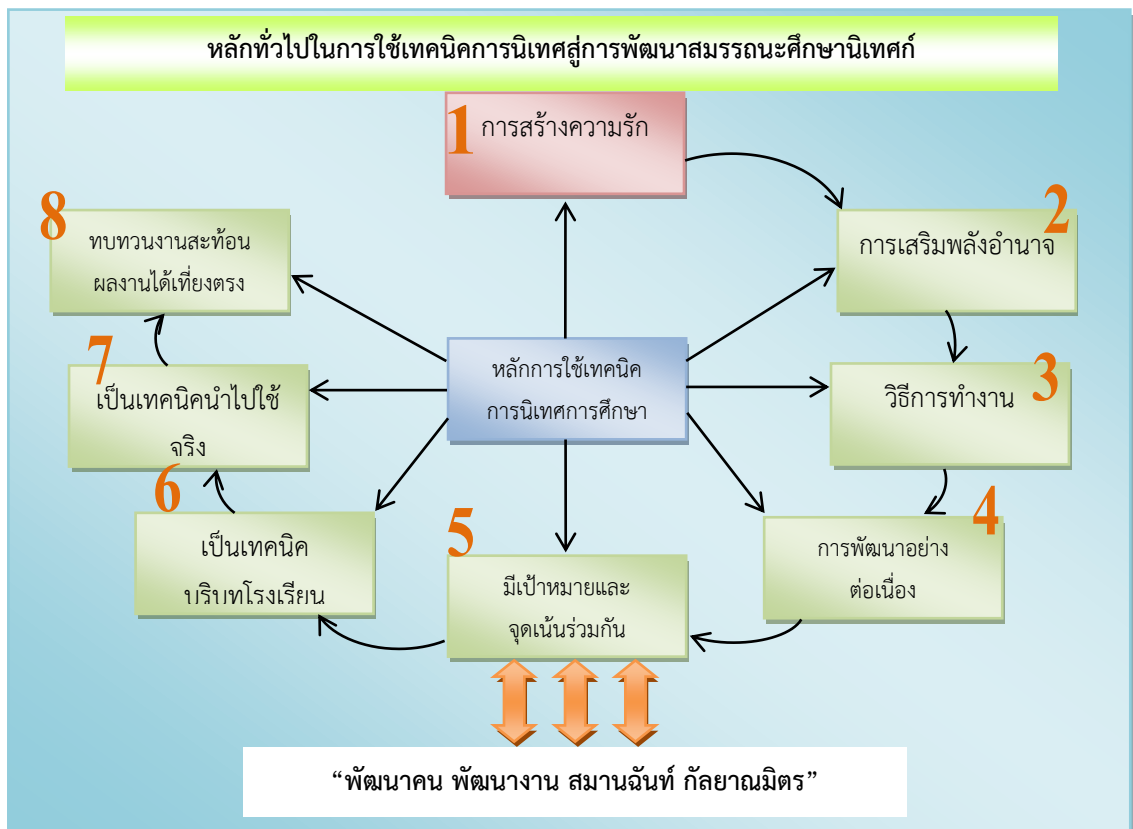 หลักทั่วไปในการใช้เทคนิคการนิเทศสู่การพัฒนาสมรรถนะศึกษานิเทศก์
1
การสร้างความรัก
2
การเสริมพลังอำนาจ
3
วิธีการทำงาน
4
การพัฒนาอย่าง
ต่อเนื่อง
5
มีเป้าหมายและ
จุดเน้นร่วมกัน
6
เป็นเทคนิค
บริบทโรงเรียน
7
เป็นเทคนิคนำไปใช้
จริง
8
ทบทวนงานสะท้อน
ผลงานได้เที่ยงตรง
หลักการใช้เทคนิค
การนิเทศการศึกษา
“พัฒนาคน พัฒนางาน สมานฉันท์ กัลยาณมิตร”